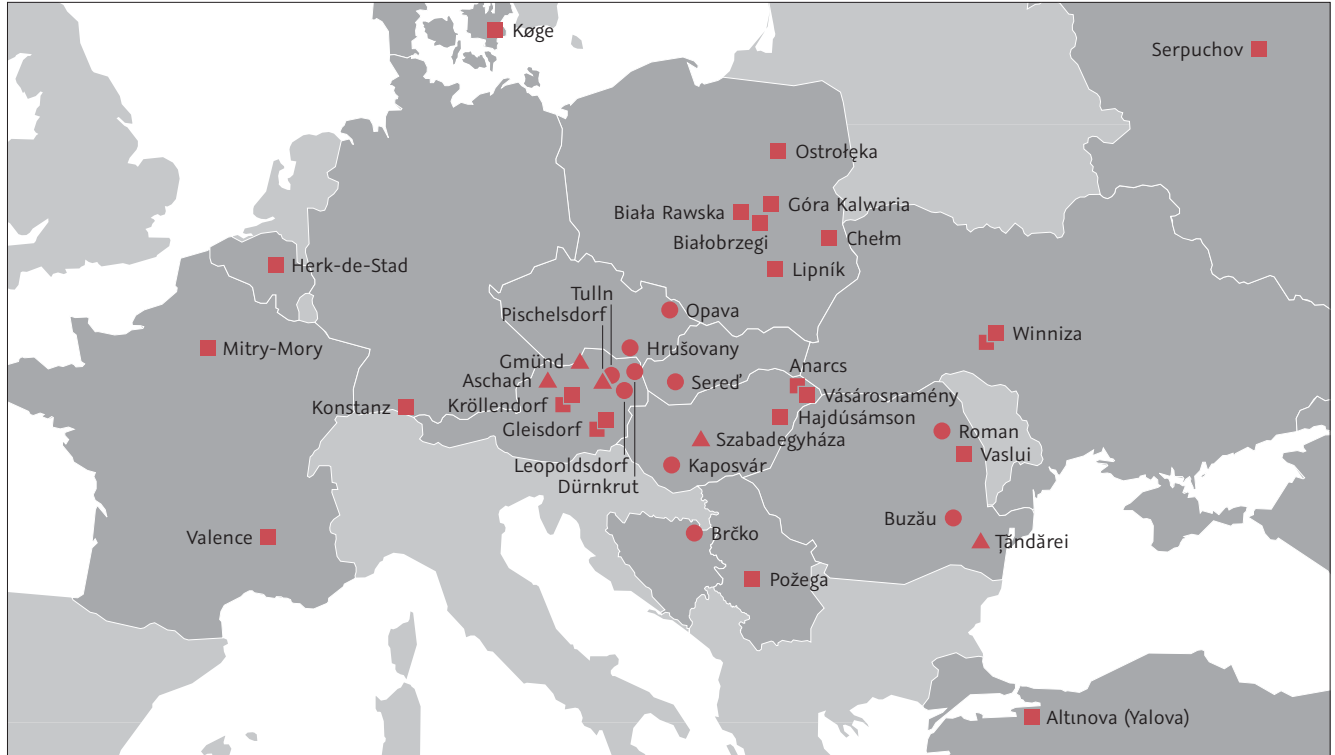 Køge
Serpuchov
Ostrołęka
Góra Kalwaria
Biała Rawska
Białobrzegi
Chełm
Herk-de-Stad
Lipník
Tulln
Pischelsdorf
Opava
Winniza
Mitry-Mory
Hrušovany
Gmünd
Anarcs
Aschach
Sereď
Vásárosnamény
Kröllendorf
Konstanz
Hajdúsámson
Gleisdorf
Roman
Szabadegyháza
Vaslui
Leopoldsdorf
Kaposvár
Dürnkrut
Buzău
Brčko
Valence
Țăndărei
Požega
Altınova (Yalova)